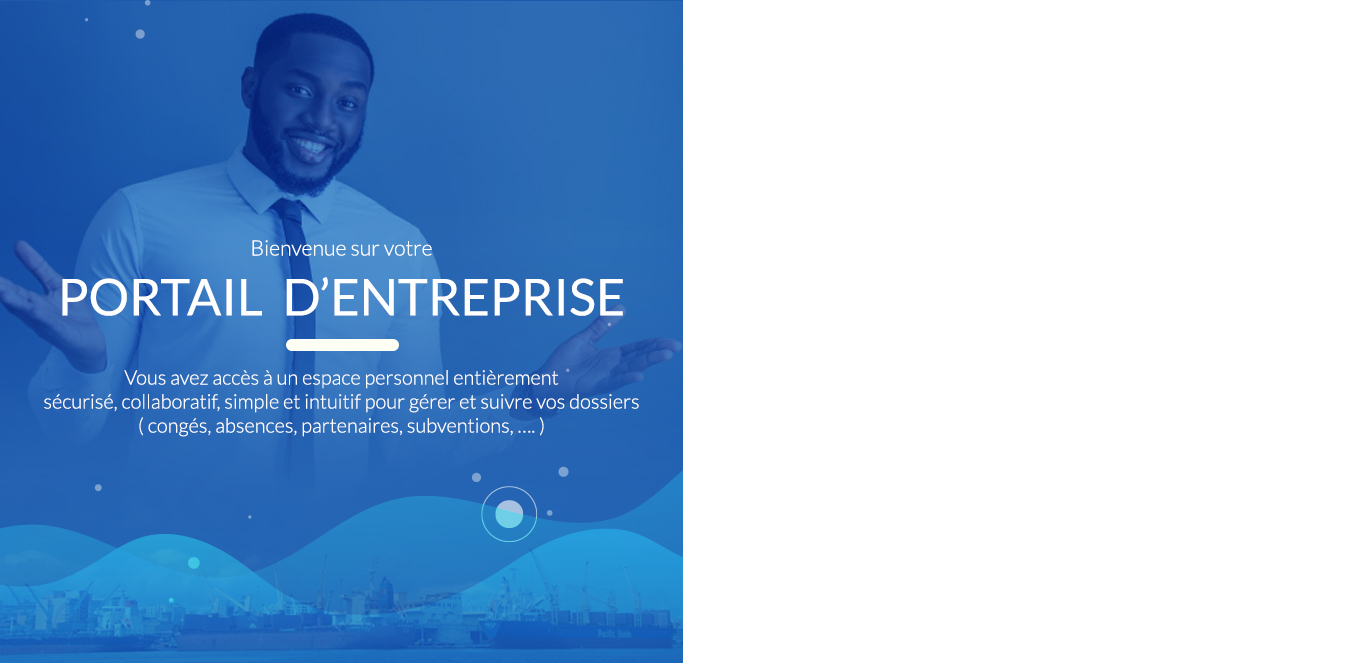 Bienvenue sur votre
PORTAIL D’ENTREPRISE
Vous avez accès à un espace personnel entièrement
sécurisé, collaboratif, simple et intuitif pour gérer et suivre vos dossiers
( congés, absences, partenaires, subventions, .... )